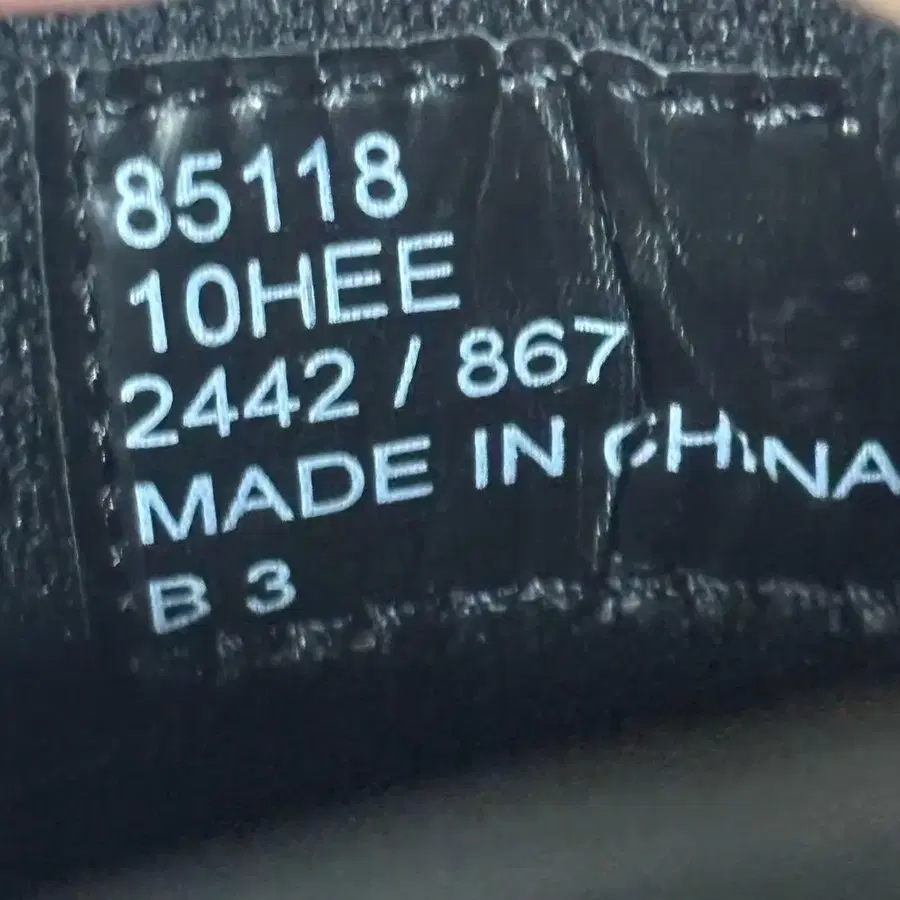 85118
10HEE
2442 / 867
MADE IN CHINA
B 3